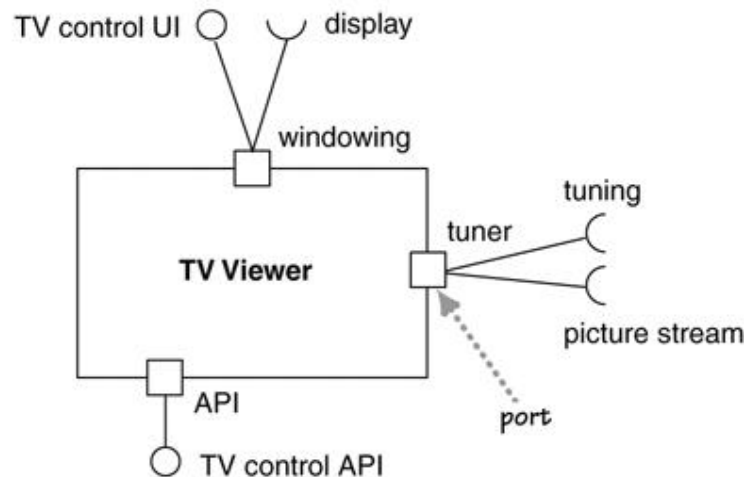 TV control UI
display
windowing
tuning
tuner
TV Viewer
picture stream
API
port
TV control API